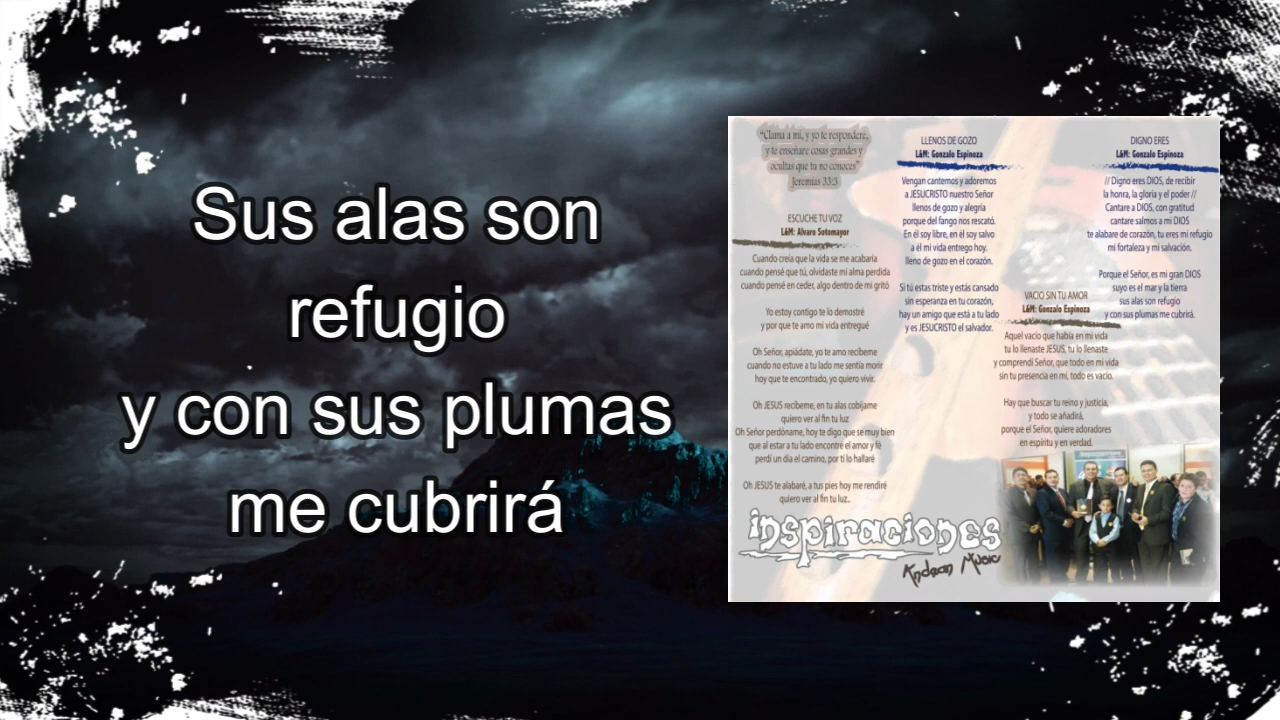 Sus alas son
refugio
y con sus plumas
me cubrirá
"Clama a mi, y yo te respondere,
y te enseñare cosas grandes y
ocultas que tu no conoces"
Jeremias 33:3
ESCUCHE TU VOZ
L&M: Alvaro Sotomayor
Cuando creía que la vida se me acabaría
cuando pensé que tú, olvidaste mi alma perdida
cuando pensé en ceder, algo dentro de mi gritó
Yo estoy contigo te lo demostré
y por que te amo mi vida entregué
Oh Señor, apiádate, yo te amo recíbeme
cuando no estuve a tu lado me sentía morir
hoy que te encontrado, yo quiero vivir.
Oh JESUS recíbeme, en tus alas cobíjame
quiero ver al fin tu luz
Oh Señor perdóname, hoy te digo que se muy bien
que al estar a tu lado encontré el amor y fé
perdí un día el camino, por ti lo hallaré
Oh JESUS te alabaré, a tus pies hoy me rendiré
quiero ver al fin tu luz..
LLENOS DE GOZO
L&M: Gonzalo Espinoza
Vengan cantemos y adoremos
a JESUCRISTO nuestro Señor
llenos de gozo y alegría
porque del fango nos rescató.
En él soy libre, en él soy salvo
a él mi vida entrego hoy.
lleno de gozo en el corazón.
Si tú estas triste y estás cansado
sin esperanza en tu corazón,
hay un amigo que está a tu lado
y es JESUCRISTO el salvador.
VACIO SIN TU AMOR
L&M: Gonzalo Espinoza
Aquel vacío que había en mi vida
tu lo llenaste JESUS, tu lo llenaste
y comprendí Señor, que todo en mi vida
sin tu presencia en mi, todo es vacío.
Hay que buscar tu reino y justicia,
y todo se añadirá,
porque el Señor, quiere adoradores
en espíritu y en verdad.
DIGNO ERES
L&M: Gonzalo Espinoza
// Digno eres DIOS, de recibir
la honra, la gloria y el poder //
Cantare a DIOS, con gratitud
cantare salmos a mi DIOS
te alabare de corazón, tu eres mi refugio
mi fortaleza y mi salvación.
Porque el Señor, es mi gran DIOS
suyo es el mar y la tierra
sus alas son refugio
y con sus plumas me cubrirá.
inspiraciones
Andean Music